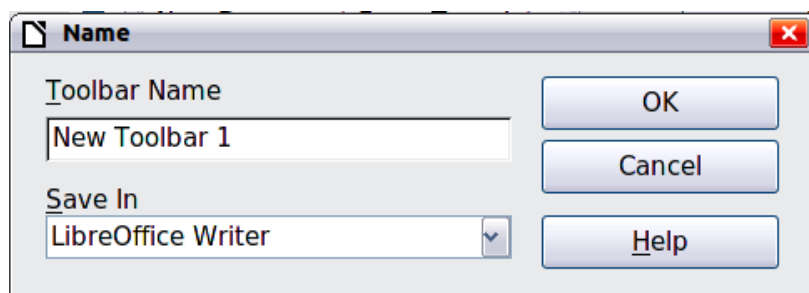 Name
Toolbar Name
OK
New Toolbar 1
Cancel
Save In
LibreOffice Writer
Help